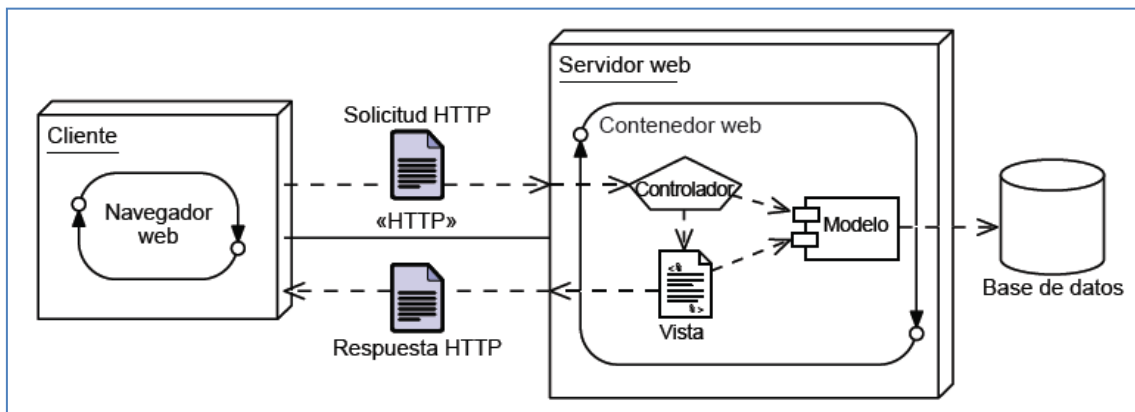 Cliente
Navegador
web
Solicitud HTTP
«HTTP»
Respuesta HTTP
Servidor web
Contenedor web
Controlador
Modelo
<%
%>
Vista
Base de datos